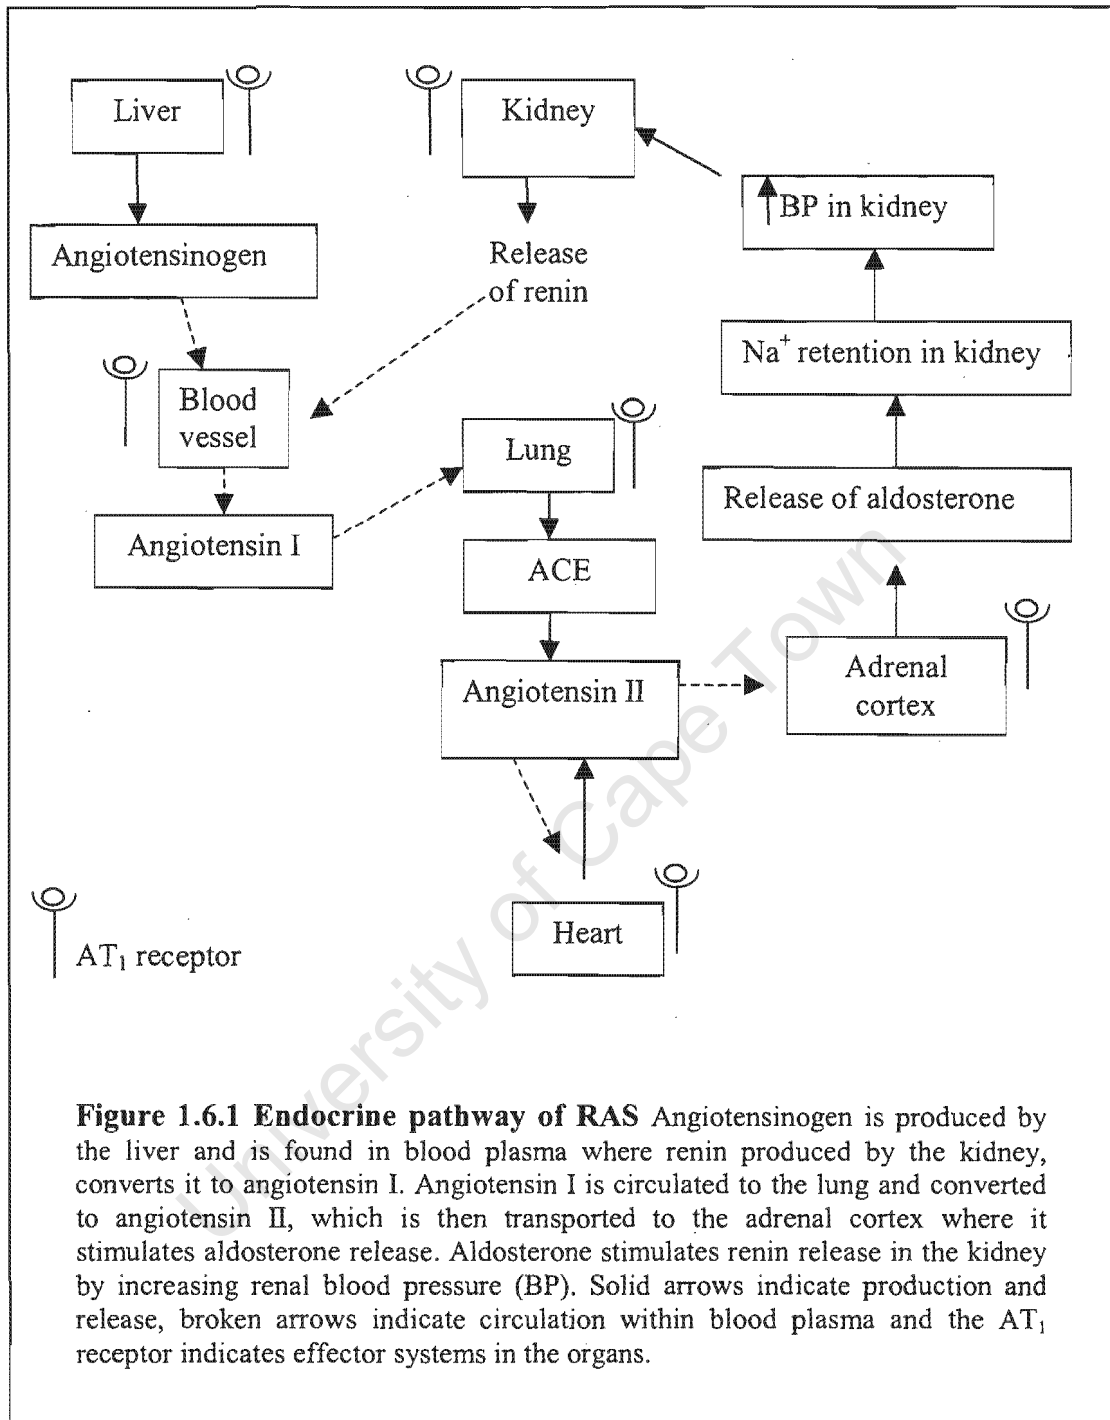 Liver
Kidney
BP in kidney
Angiotensinogen
Release
of renin
Na⁺ retention in kidney
Blood
vessel
Lung
Release of aldosterone
Angiotensin I
ACE
Adrenal
cortex
Angiotensin II
Heart
AT₁ receptor
University of Cape Town
Figure 1.6.1 Endocrine pathway of RAS Angiotensinogen is produced by
the liver and is found in blood plasma where renin produced by the kidney,
converts it to angiotensin I. Angiotensin I is circulated to the lung and converted
to angiotensin II, which is then transported to the adrenal cortex where it
stimulates aldosterone release. Aldosterone stimulates renin release in the kidney
by increasing renal blood pressure (BP). Solid arrows indicate production and
release, broken arrows indicate circulation within blood plasma and the AT₁
receptor indicates effector systems in the organs.